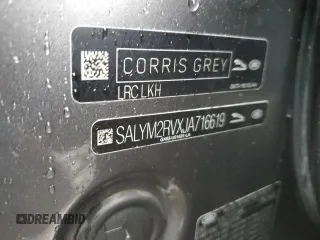 CORRIS GREY
LRC LKH
SALYM2RVXJA716619
DREAMBID